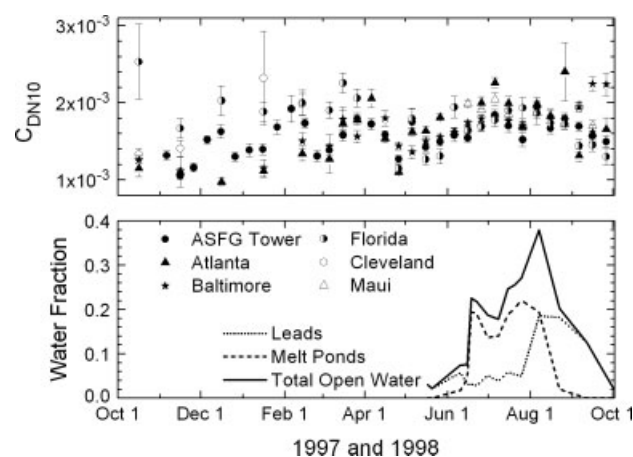 3x10-3
2x10-3
1x10-3
CDN10
0.4
0.3
0.2
0.1
0.0
Water Fraction
ASFG Tower
Atlanta
Baltimore
Florida
Cleveland
Maui
Leads
Melt Ponds
Total Open Water
Oct 1 Dec 1 Feb 1 Apr 1 Jun 1 Aug 1 Oct 1
1997 and 1998